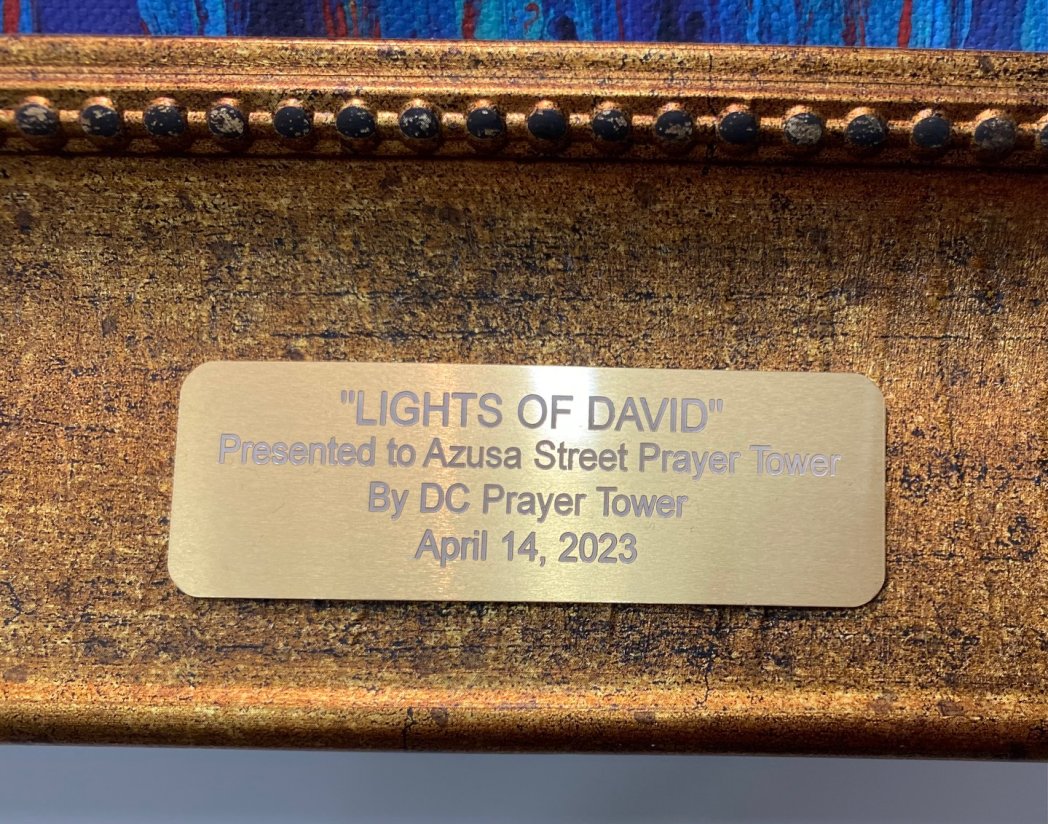 "LIGHTS OF DAVID"
Presented to Azusa Street Prayer Tower
By DC Prayer Tower
April 14, 2023